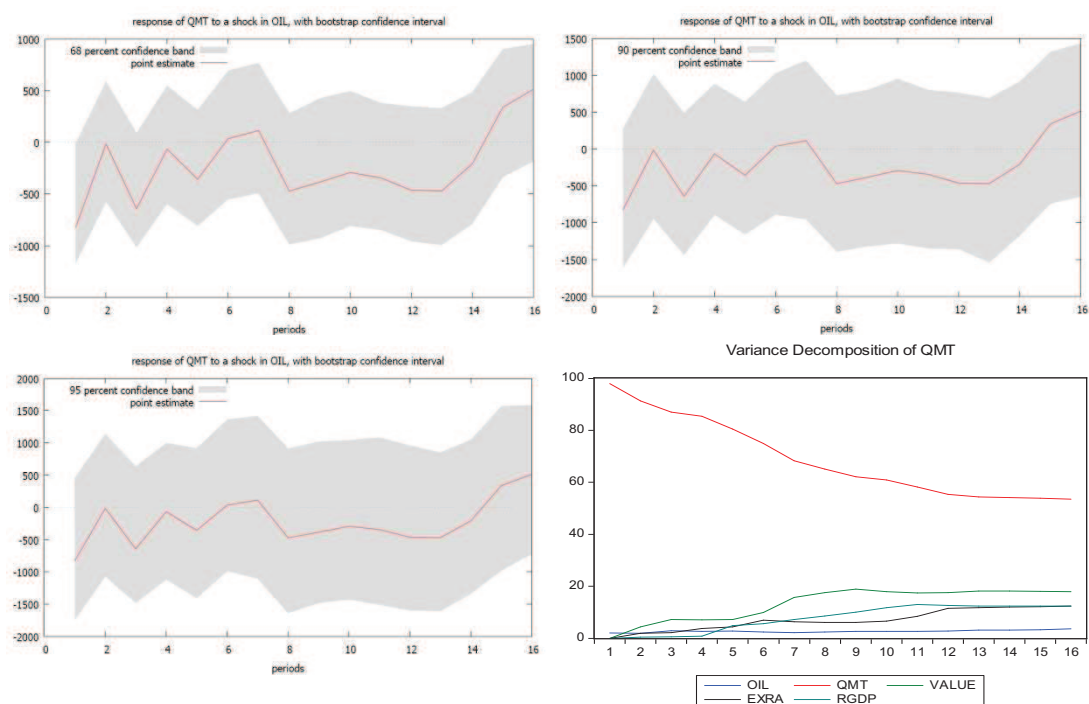 response of QMT to a shock in OIL, with bootstrap confidence interval
68 percent confidence band
point estimate
1000
500
0
-500
-1000
-1500
0 2 4 6 8 10 12 14 16
periods
response of QMT to a shock in OIL, with bootstrap confidence interval
90 percent confidence band
point estimate
1500
1000
500
0
-500
-1000
-1500
-2000
0 2 4 6 8 10 12 14 16
periods
response of QMT to a shock in OIL, with bootstrap confidence interval
95 percent confidence band
point estimate
2000
1500
1000
500
0
-500
-1000
-1500
-2000
0 2 4 6 8 10 12 14 16
periods
Variance Decomposition of QMT
100
80
60
40
20
0
1 2 3 4 5 6 7 8 9 10 11 12 13 14 15 16
OIL QMT VALUE
EXRA RGDP